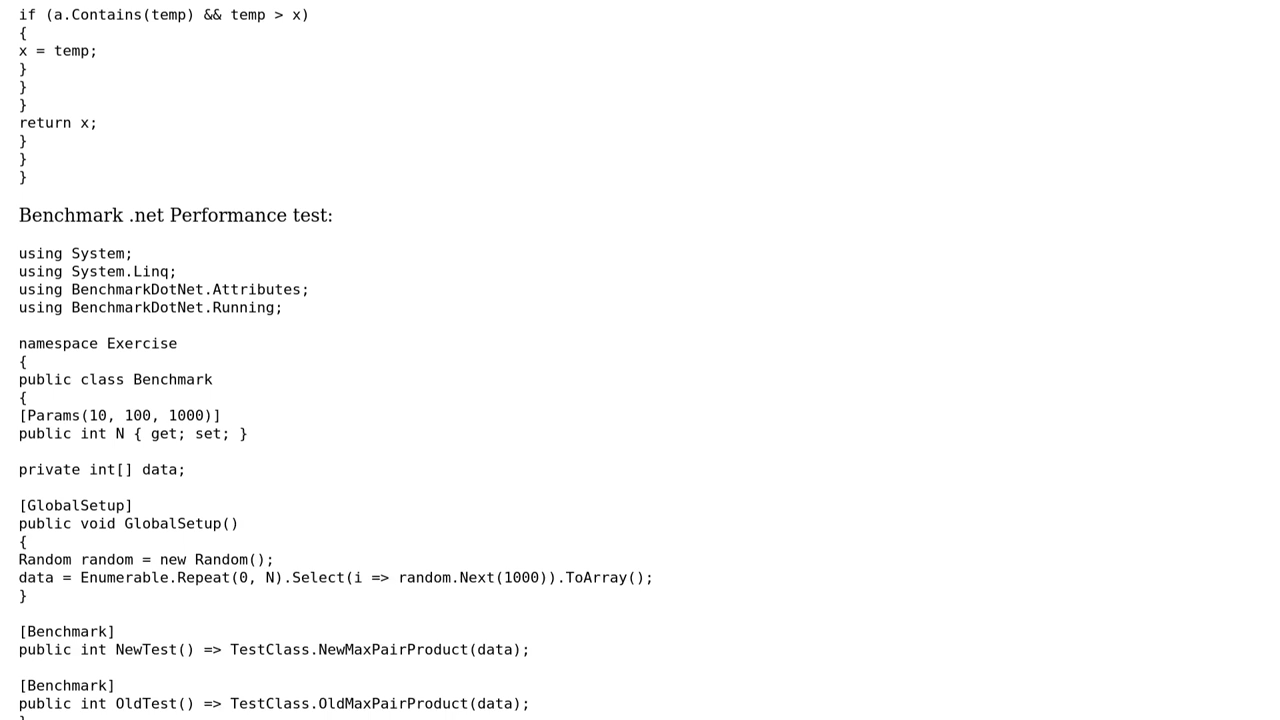 if (a.Contains(temp) && temp > x)
{
x = temp;
}
}
}
return x;
}
}
}
Benchmark .net Performance test:
using System;
using System.Linq;
using BenchmarkDotNet.Attributes;
using BenchmarkDotNet.Running;
namespace Exercise
{
public class Benchmark
{
[Params(10, 100, 1000)]
public int N { get; set; }
private int[] data;
[GlobalSetup]
public void GlobalSetup()
{
Random random = new Random();
data = Enumerable.Repeat(0, N).Select(i => random.Next(1000)).ToArray();
}
[Benchmark]
public int NewTest() => TestClass.NewMaxPairProduct(data);
[Benchmark]
public int OldTest() => TestClass.OldMaxPairProduct(data);
}